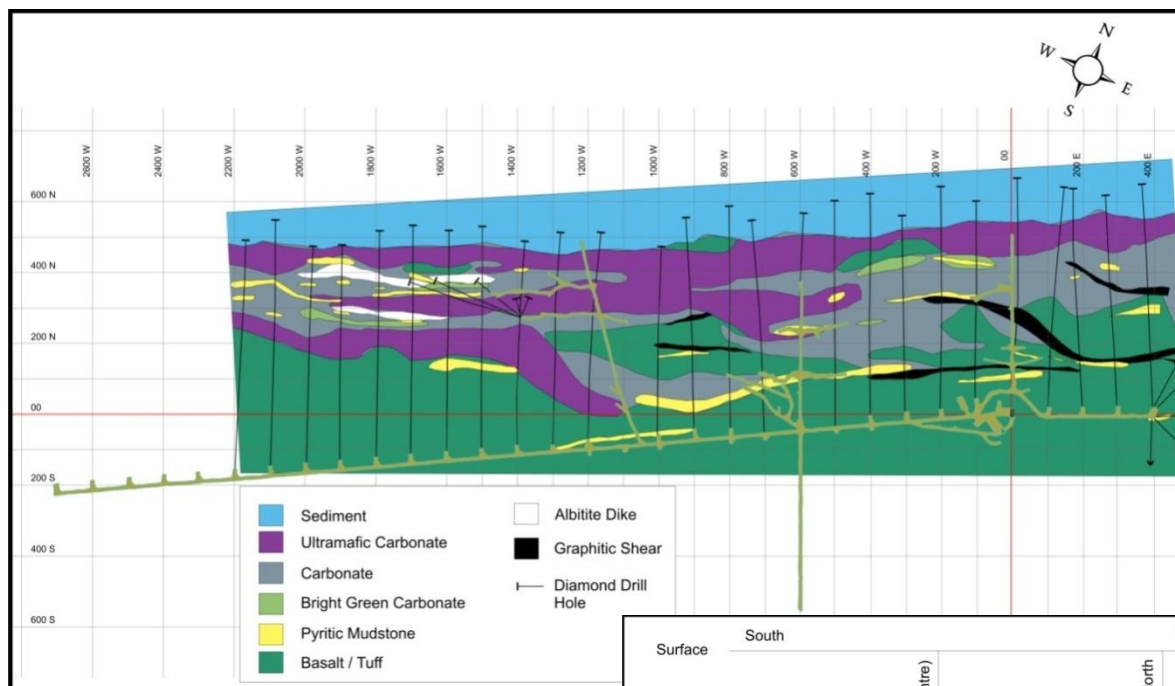 N
W
E
S
2800 W
2400 W
2200 W
2000 W
1800 W
1600 W
1400 W
1200 W
1000 W
800 W
600 W
400 W
200 W
00
200 E
400 E
600 N
400 N
200 N
00
200 S
400 S
600 S
Sediment
Ultramafic Carbonate
Carbonate
Bright Green Carbonate
Pyritic Mudstone
Basalt / Tuff
Albitite Dike
Graphitic Shear
Diamond Drill
Hole
South
Surface